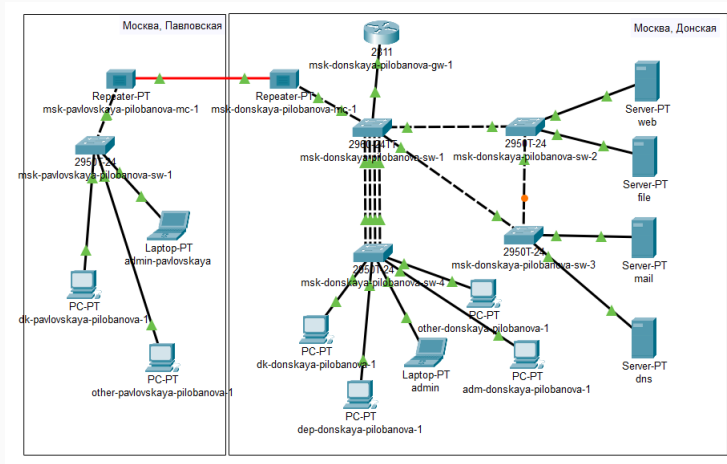 Москва, Павловская
Москва, Донская
2811
msk-donskaya-pilobanova-gw-1
Repeater-PT
msk-pavlovskaya-pilobanova-mc-1
Repeater-PT
msk-donskaya-pilobanova-mc-1
2960-24TT
msk-donskaya-pilobanova-sw-1
2950T-24
msk-donskaya-pilobanova-sw-2
Server-PT
web
2950T-24
msk-pavlovskaya-pilobanova-sw-1
Server-PT
file
Laptop-PT
admin-pavlovskaya
2950T-24
msk-donskaya-pilobanova-sw-4
2950T-24
msk-donskaya-pilobanova-sw-3
Server-PT
mail
PC-PT
dk-pavlovskaya-pilobanova-1
PC-PT
other-donskaya-pilobanova-1
PC-PT
dk-donskaya-pilobanova-1
PC-PT
other-pavlovskaya-pilobanova-1
Laptop-PT
admin
PC-PT
adm-donskaya-pilobanova-1
Server-PT
dns
PC-PT
dep-donskaya-pilobanova-1